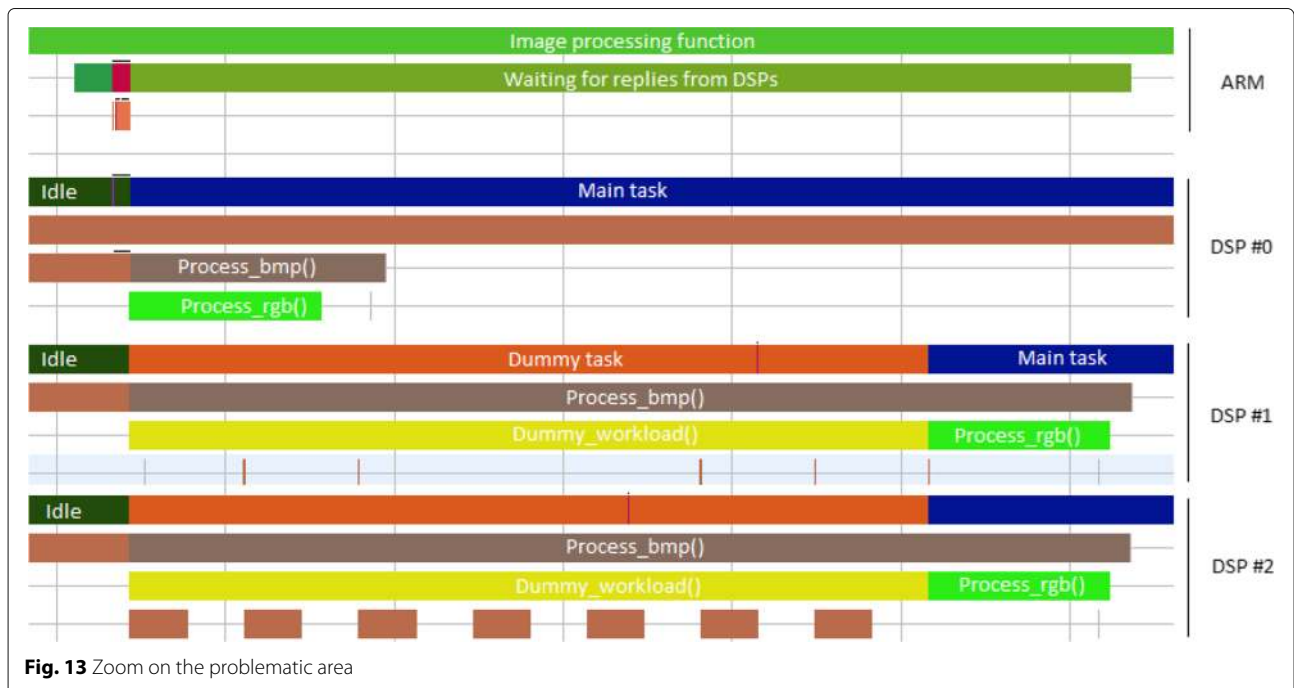 Image processing function
Waiting for replies from DSPs
ARM
Idle
Main task
DSP #0
Process_bmp()
Process_rgb()
Idle
Dummy task
Main task
Process_bmp()
DSP #1
Dummy_workload()
Process_rgb()
Idle
Process_bmp()
DSP #2
Dummy_workload()
Process_rgb()
Fig. 13 Zoom on the problematic area